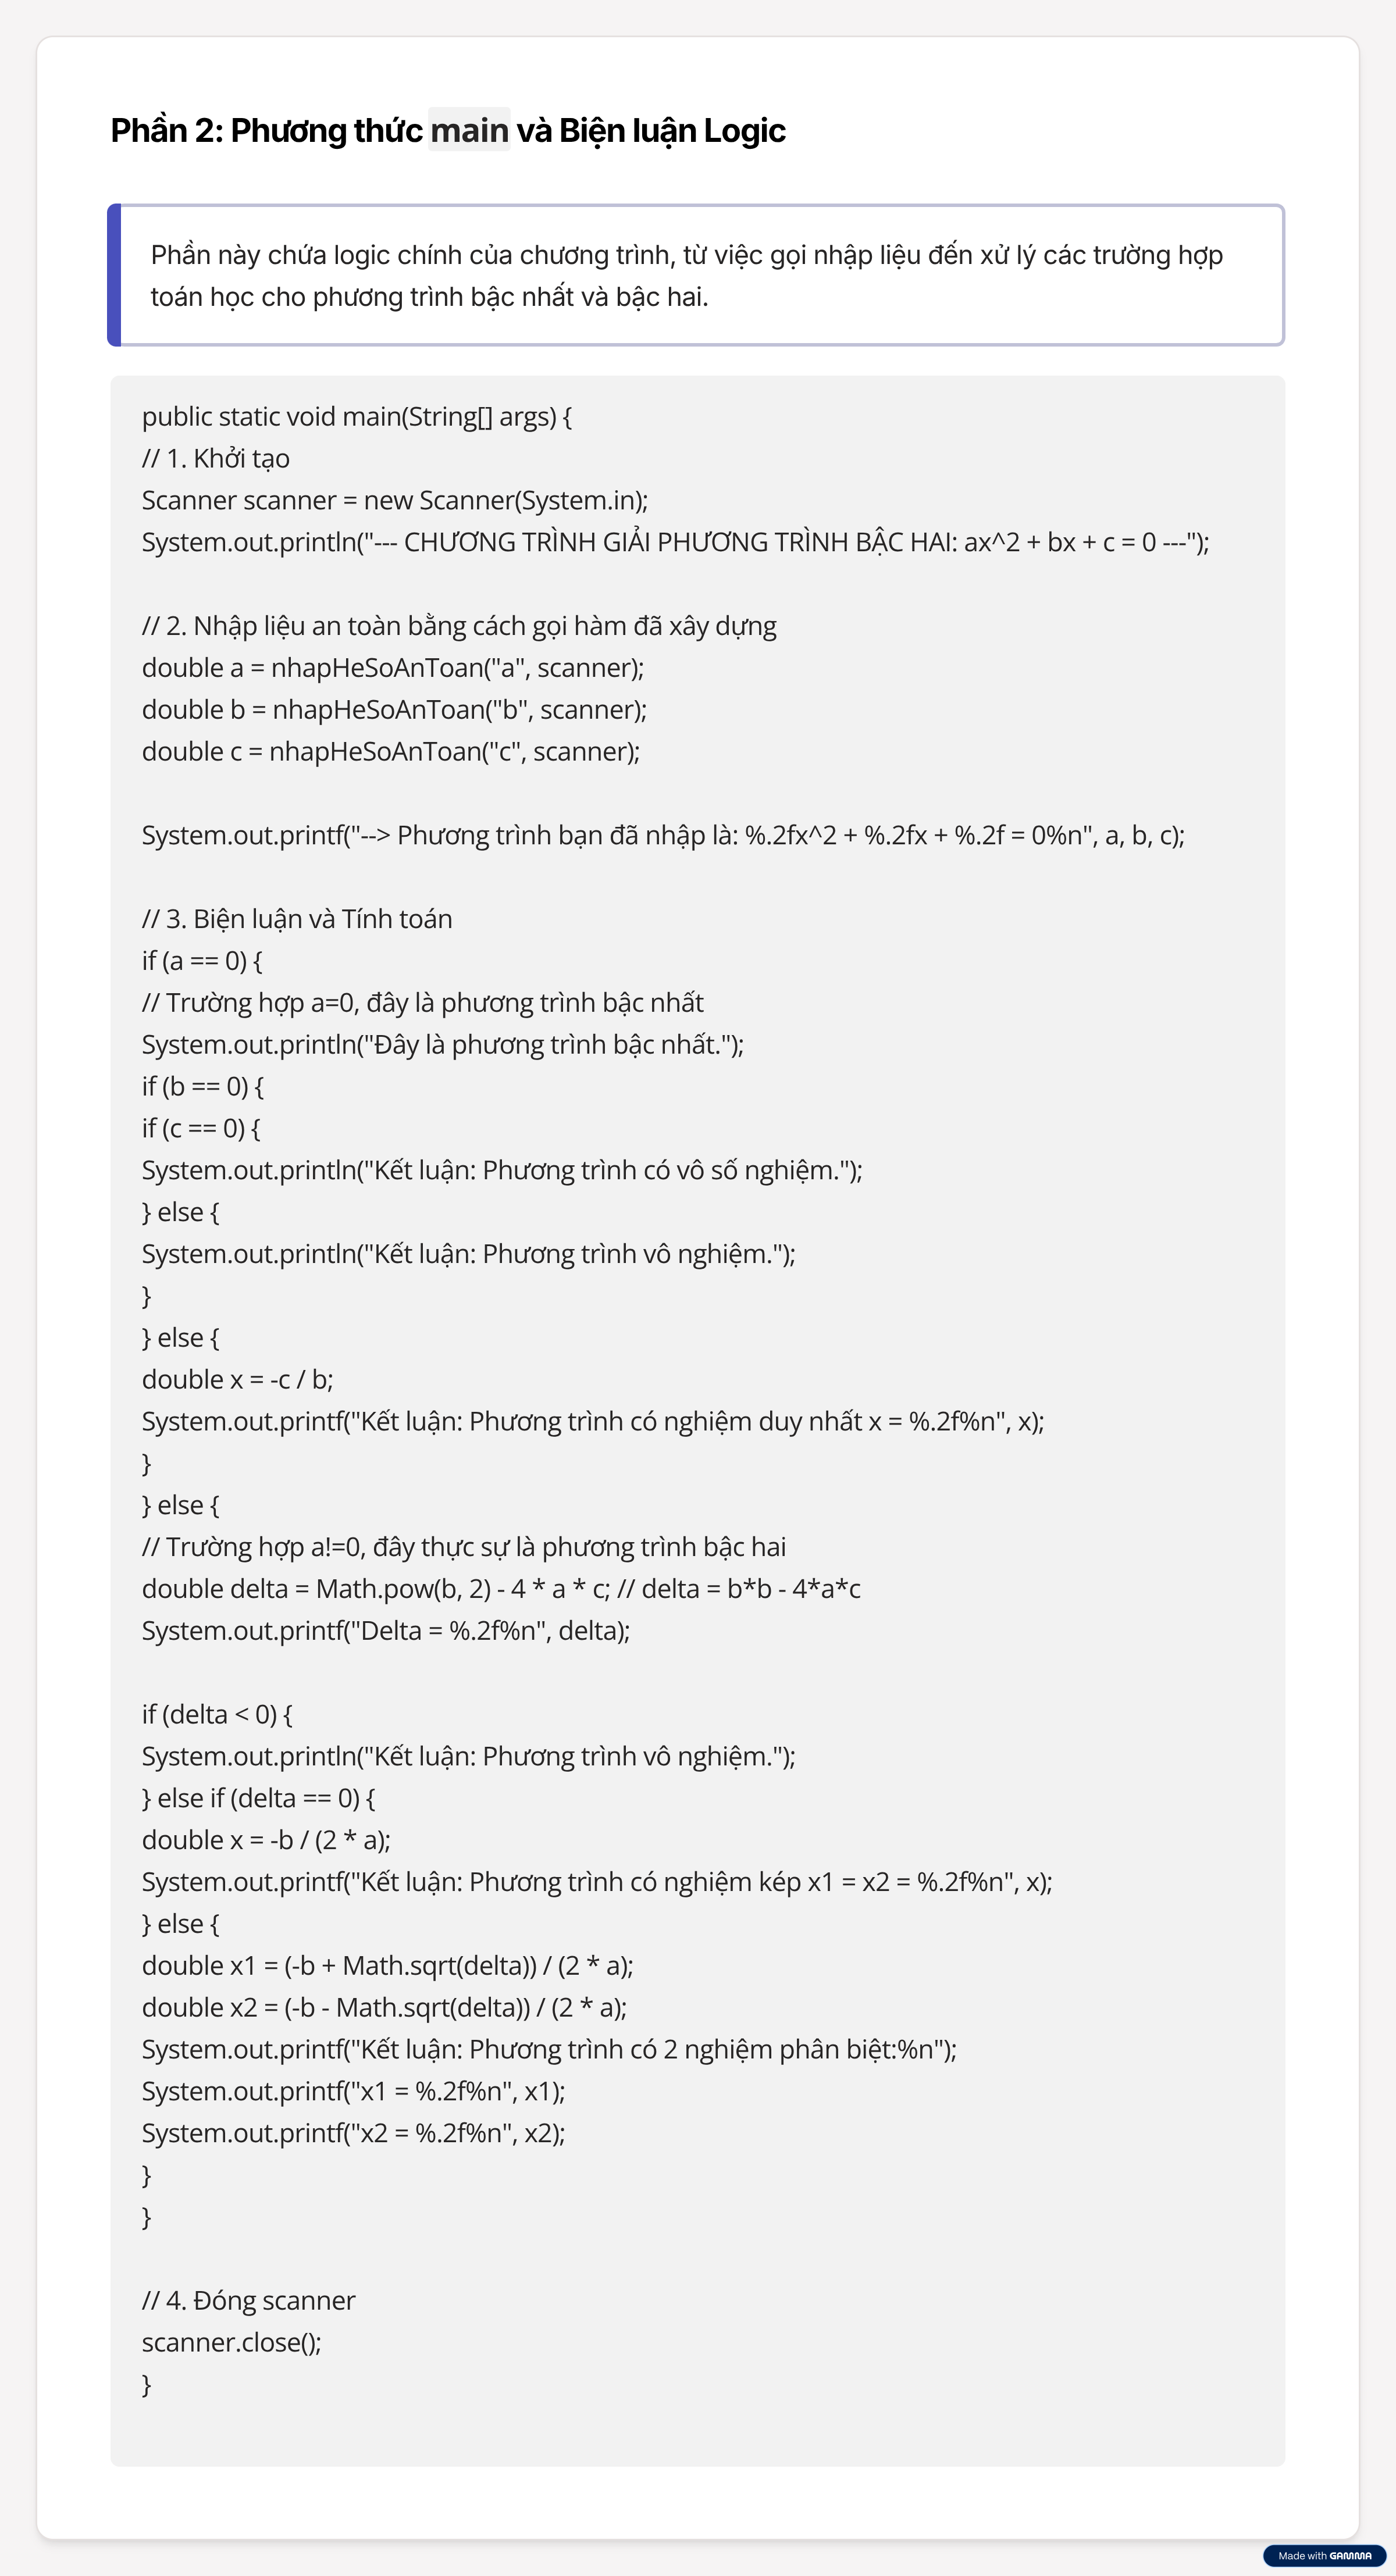 Phần 2: Phương thức main và Biện luận Logic
Phần này chứa logic chính của chương trình, từ việc gọi nhập liệu đến xử lý các trường hợp
toán học cho phương trình bậc nhất và bậc hai.
public static void main(String[] args) {
// 1. Khởi tạo
Scanner scanner = new Scanner(System.in);
System.out.println("--- CHƯƠNG TRÌNH GIẢI PHƯƠNG TRÌNH BẬC HAI: ax^2 + bx + c = 0 ---");
// 2. Nhập liệu an toàn bằng cách gọi hàm đã xây dựng
double a = nhapHeSoAnToan("a", scanner);
double b = nhapHeSoAnToan("b", scanner);
double c = nhapHeSoAnToan("c", scanner);
System.out.printf("--> Phương trình bạn đã nhập là: %.2fx^2 + %.2fx + %.2f = 0%n", a, b, c);
// 3. Biện luận và Tính toán
if (a == 0) {
// Trường hợp a=0, đây là phương trình bậc nhất
System.out.println("Đây là phương trình bậc nhất.");
if (b == 0) {
if (c == 0) {
System.out.println("Kết luận: Phương trình có vô số nghiệm.");
} else {
System.out.println("Kết luận: Phương trình vô nghiệm.");
}
} else {
double x = -c / b;
System.out.printf("Kết luận: Phương trình có nghiệm duy nhất x = %.2f%n", x);
}
} else {
// Trường hợp a!=0, đây thực sự là phương trình bậc hai
double delta = Math.pow(b, 2) - 4 * a * c; // delta = b*b - 4*a*c
System.out.printf("Delta = %.2f%n", delta);
if (delta < 0) {
System.out.println("Kết luận: Phương trình vô nghiệm.");
} else if (delta == 0) {
double x = -b / (2 * a);
System.out.printf("Kết luận: Phương trình có nghiệm kép x1 = x2 = %.2f%n", x);
} else {
double x1 = (-b + Math.sqrt(delta)) / (2 * a);
double x2 = (-b - Math.sqrt(delta)) / (2 * a);
System.out.printf("Kết luận: Phương trình có 2 nghiệm phân biệt:%n");
System.out.printf("x1 = %.2f%n", x1);
System.out.printf("x2 = %.2f%n", x2);
}
}
// 4. Đóng scanner
scanner.close();
}
Made with GAMMA